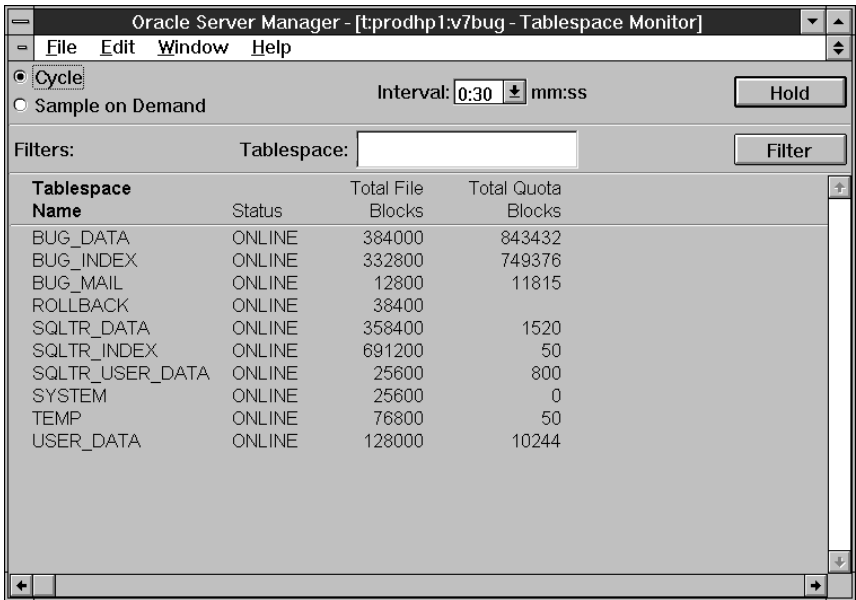 Oracle Server Manager - [t:prodhp1:v7bug - Tablespace Monitor]
File Edit Window Help
Cycle
Sample on Demand
Interval: 0:30 mm:ss
Hold
Filters: Tablespace: Filter
Tablespace Name Status Total File Blocks Total Quota Blocks
BUG_DATA ONLINE 384000 843432
BUG_INDEX ONLINE 332800 749376
BUG_MAIL ONLINE 12800 11815
ROLLBACK ONLINE 38400
SQLTR_DATA ONLINE 358400 1520
SQLTR_INDEX ONLINE 691200 50
SQLTR_USER_DATA ONLINE 25600 800
SYSTEM ONLINE 25600 0
TEMP ONLINE 76800 50
USER_DATA ONLINE 128000 10244